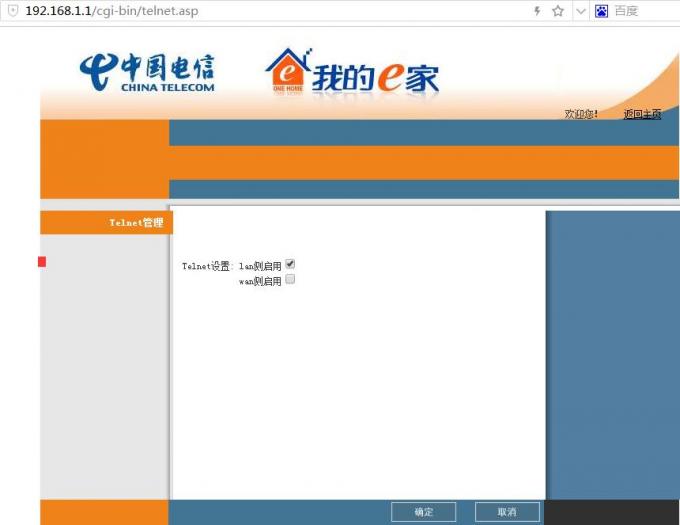 192.168.1.1/cgi-bin/telnet.asp 百度
中国电信
CHINA TELECOM
e
ONE HOME
我的e家
欢迎您! 返回主页
Telnet管理
Telnet设置: lan侧启用
wan侧启用
确定 取消